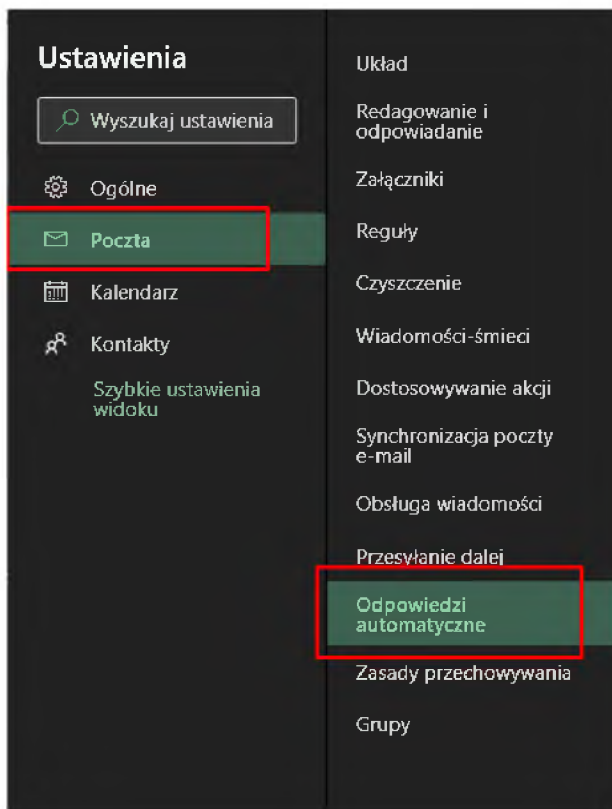 Ustawienia
Wyszukaj ustawienia
Ogólne
Poczta
Kalendarz
Kontakty
Szybkie ustawienia
widoku
Układ
Redagowanie i
odpowiadanie
Załączniki
Reguły
Czyszczenie
Wiadomości-śmieci
Dostosowywanie akcji
Synchronizacja poczty
e-mail
Obsługa wiadomości
Przesyłanie dalej
Odpowiedzi
automatyczne
Zasady przechowywania
Grupy